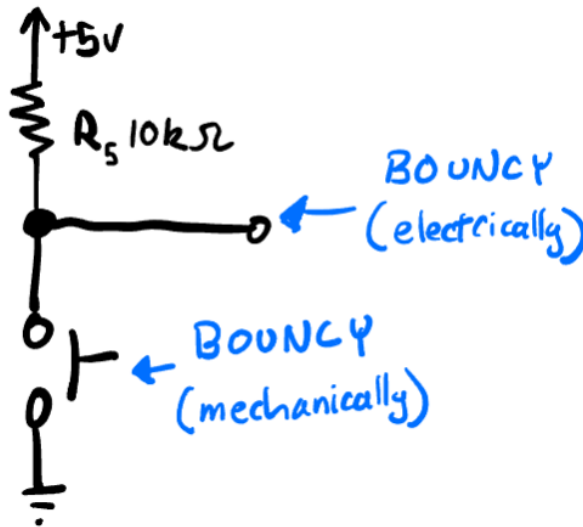 +5V
R5 10kΩ
BOUNCY
(electrically)
BOUNCY
(mechanically)